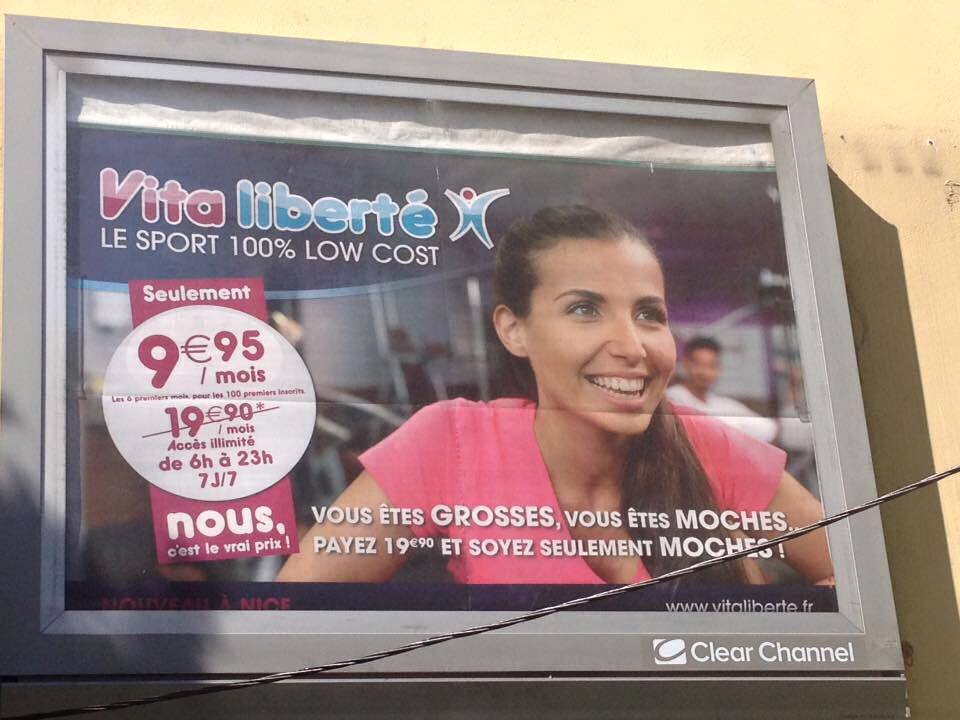 Vita liberté
LE SPORT 100% LOW COST
Seulement
9€95
/ mois
Les 6 premiers mois, pour les 100 premiers inscrits.
19€90*
/ mois
Accès illimité
de 6h à 23h
7J/7
nous,
c'est le vrai prix !
VOUS ÊTES GROSSES, VOUS ÊTES MOCHES...
PAYEZ 19€90 ET SOYEZ SEULEMENT MOCHES !
NOUVEAU À NICE
www.vitaliberte.fr
Clear Channel